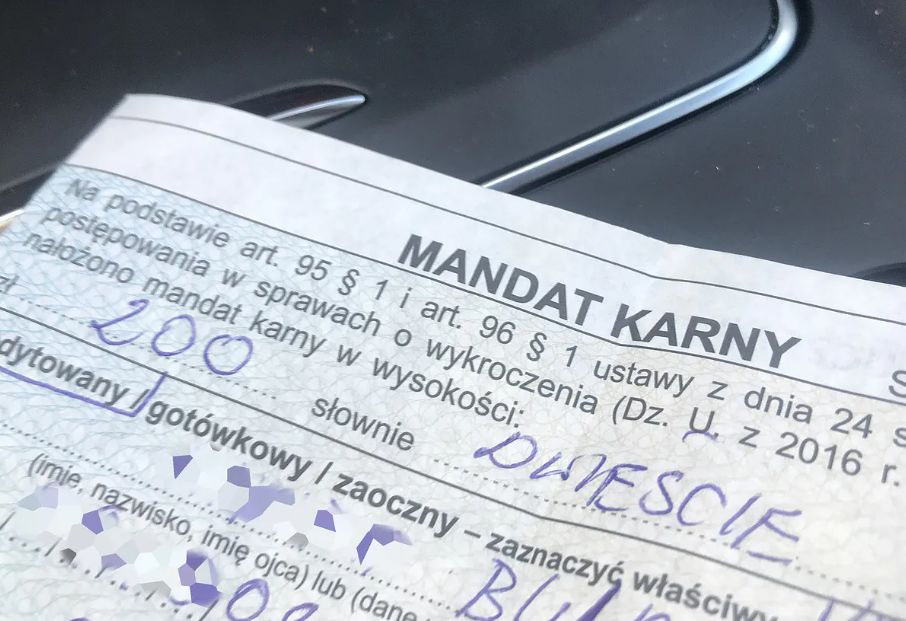 MANDAT KARNY
S
Na podstawie art. 95 § 1 i art. 96 § 1 ustawy z dnia 24 s
postępowania w sprawach o wykroczenia (Dz. U. z 2016 r.
nałożono mandat karny w wysokości:
zł 200 słownie DWIEŚCIE
dytowany / gotówkowy / zaoczny – zaznaczyć właściwy
(imię, nazwisko, imię ojca) lub (dane